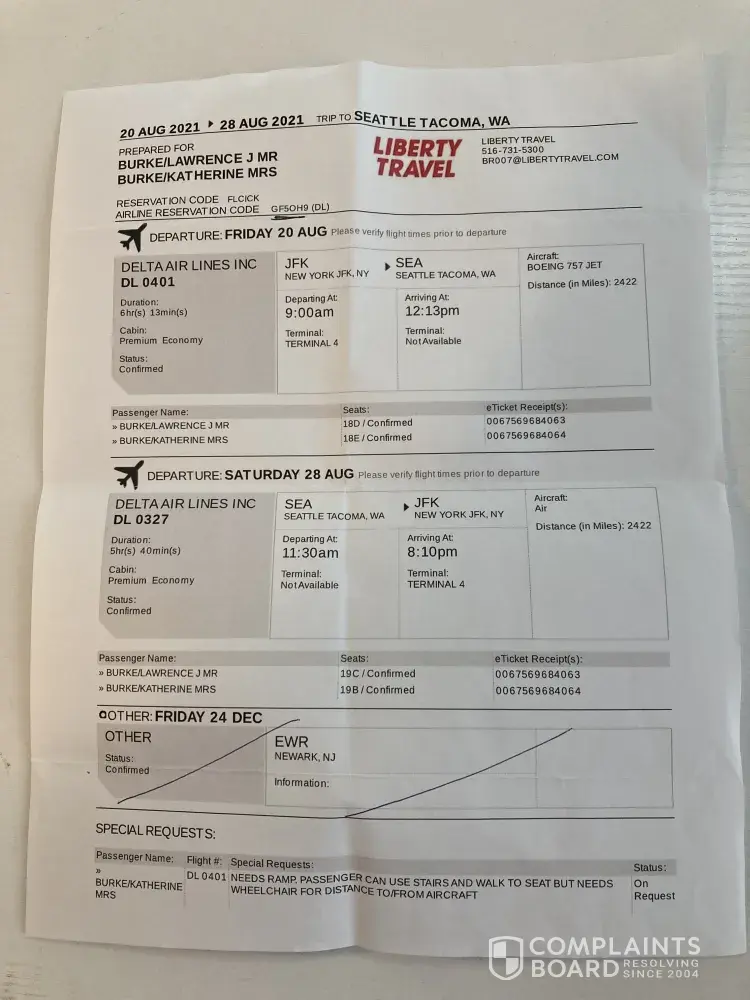 20 AUG 2021 ▸ 28 AUG 2021 TRIP TO SEATTLE TACOMA, WA
PREPARED FOR
BURKE/LAWRENCE J MR
BURKE/KATHERINE MRS
LIBERTY
TRAVEL
LIBERTY TRAVEL
516-731-5300
BR007@LIBERTYTRAVEL.COM
RESERVATION CODE FLCICK
AIRLINE RESERVATION CODE GF5OH9 (DL)
DEPARTURE: FRIDAY 20 AUG Please verify flight times prior to departure
DELTA AIR LINES INC
DL 0401
Duration:
6hr(s) 13min(s)
Cabin:
Premium Economy
Status:
Confirmed
JFK
NEW YORK JFK, NY
▸ SEA
SEATTLE TACOMA, WA
Departing At:
9:00am
Arriving At:
12:13pm
Terminal:
TERMINAL 4
Terminal:
Not Available
Aircraft:
BOEING 757 JET
Distance (in Miles): 2422
Passenger Name: Seats: eTicket Receipt(s):
» BURKE/LAWRENCE J MR 18D / Confirmed 0067569684063
» BURKE/KATHERINE MRS 18E / Confirmed 0067569684064
DEPARTURE: SATURDAY 28 AUG Please verify flight times prior to departure
DELTA AIR LINES INC
DL 0327
Duration:
5hr(s) 40min(s)
Cabin:
Premium Economy
Status:
Confirmed
SEA
SEATTLE TACOMA, WA
▸ JFK
NEW YORK JFK, NY
Departing At:
11:30am
Arriving At:
8:10pm
Terminal:
Not Available
Terminal:
TERMINAL 4
Aircraft:
Air
Distance (in Miles): 2422
Passenger Name: Seats: eTicket Receipt(s):
» BURKE/LAWRENCE J MR 19C / Confirmed 0067569684063
» BURKE/KATHERINE MRS 19B / Confirmed 0067569684064
OTHER: FRIDAY 24 DEC
OTHER
Status:
Confirmed
EWR
NEWARK, NJ
Information:
SPECIAL REQUESTS:
Passenger Name: Flight #: Special Requests: Status:
»
BURKE/KATHERINE
MRS
DL 0401
NEEDS RAMP. PASSENGER CAN USE STAIRS AND WALK TO SEAT BUT NEEDS
WHEELCHAIR FOR DISTANCE TO/FROM AIRCRAFT
On
Request
COMPLAINTS
BOARD RESOLVING
SINCE 2004